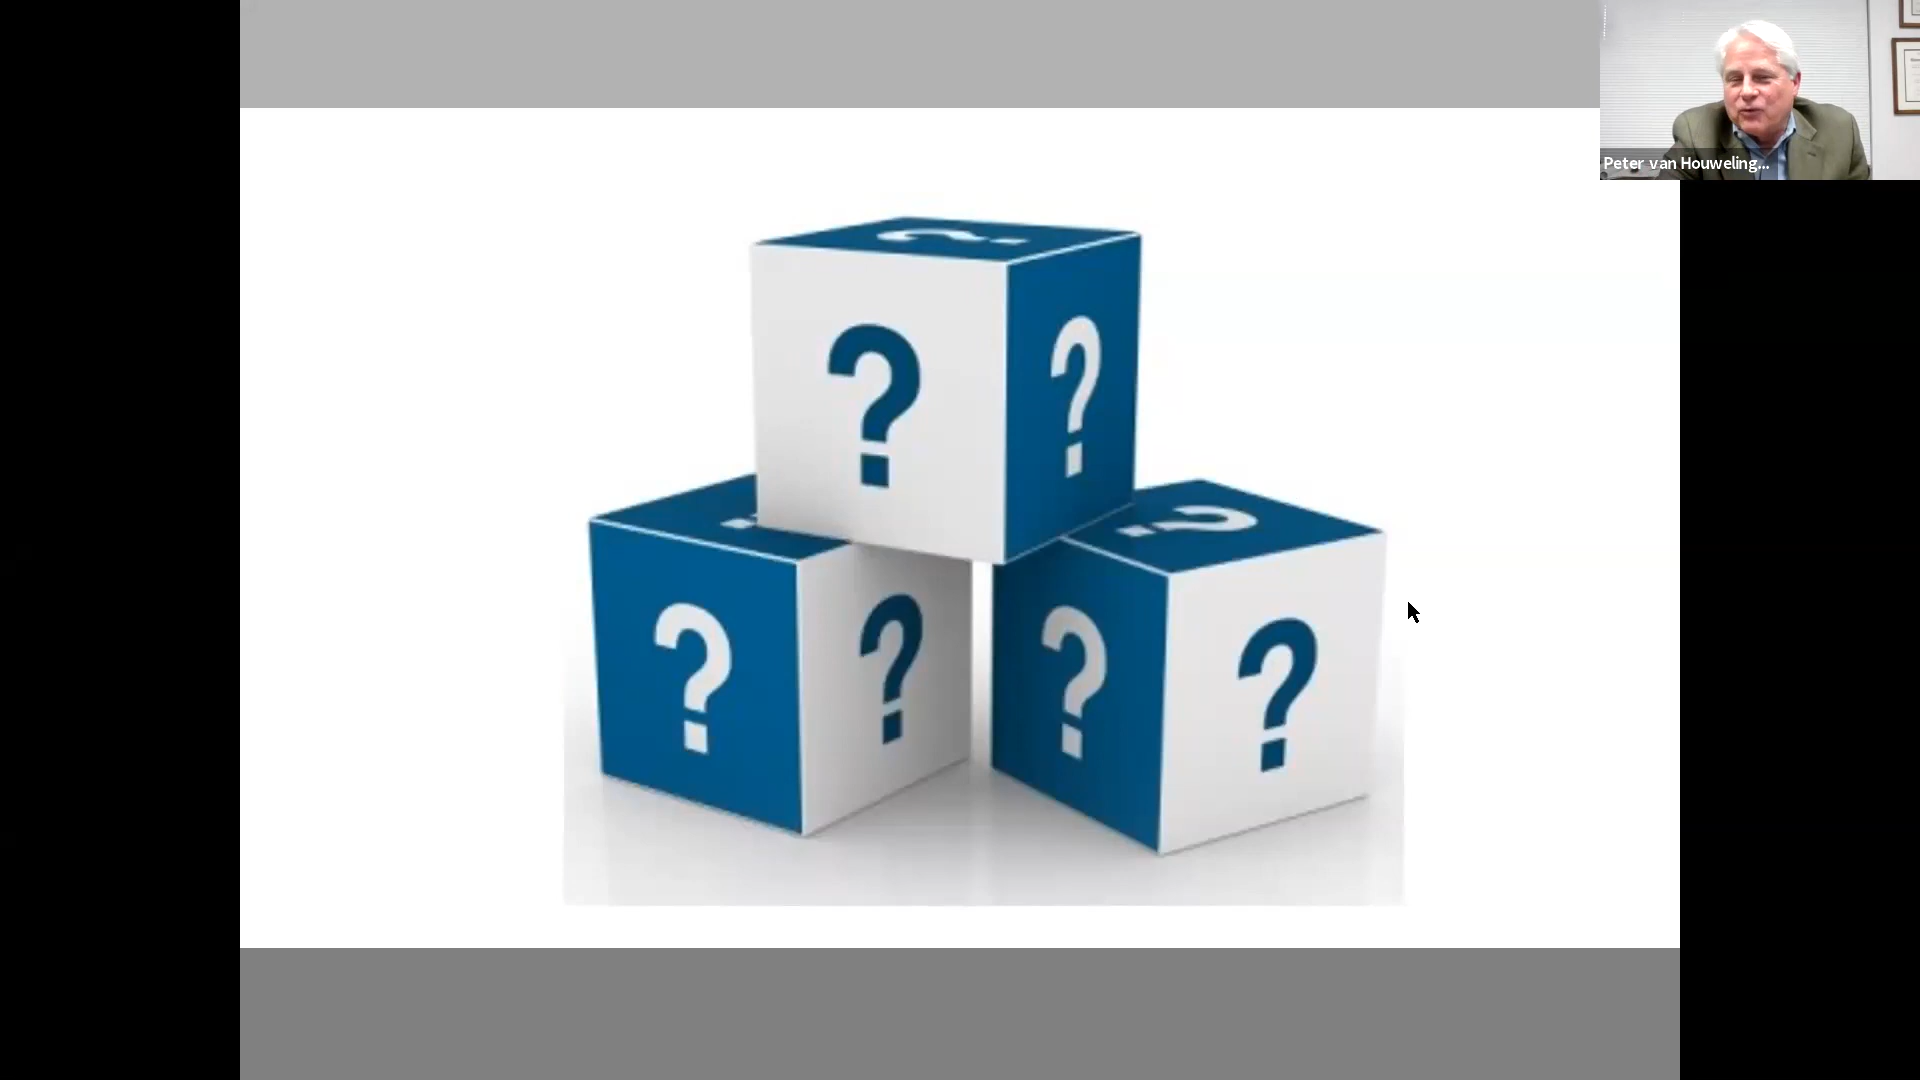 Peter van Houweling...
?
? ?
? ?
? ? ? ?